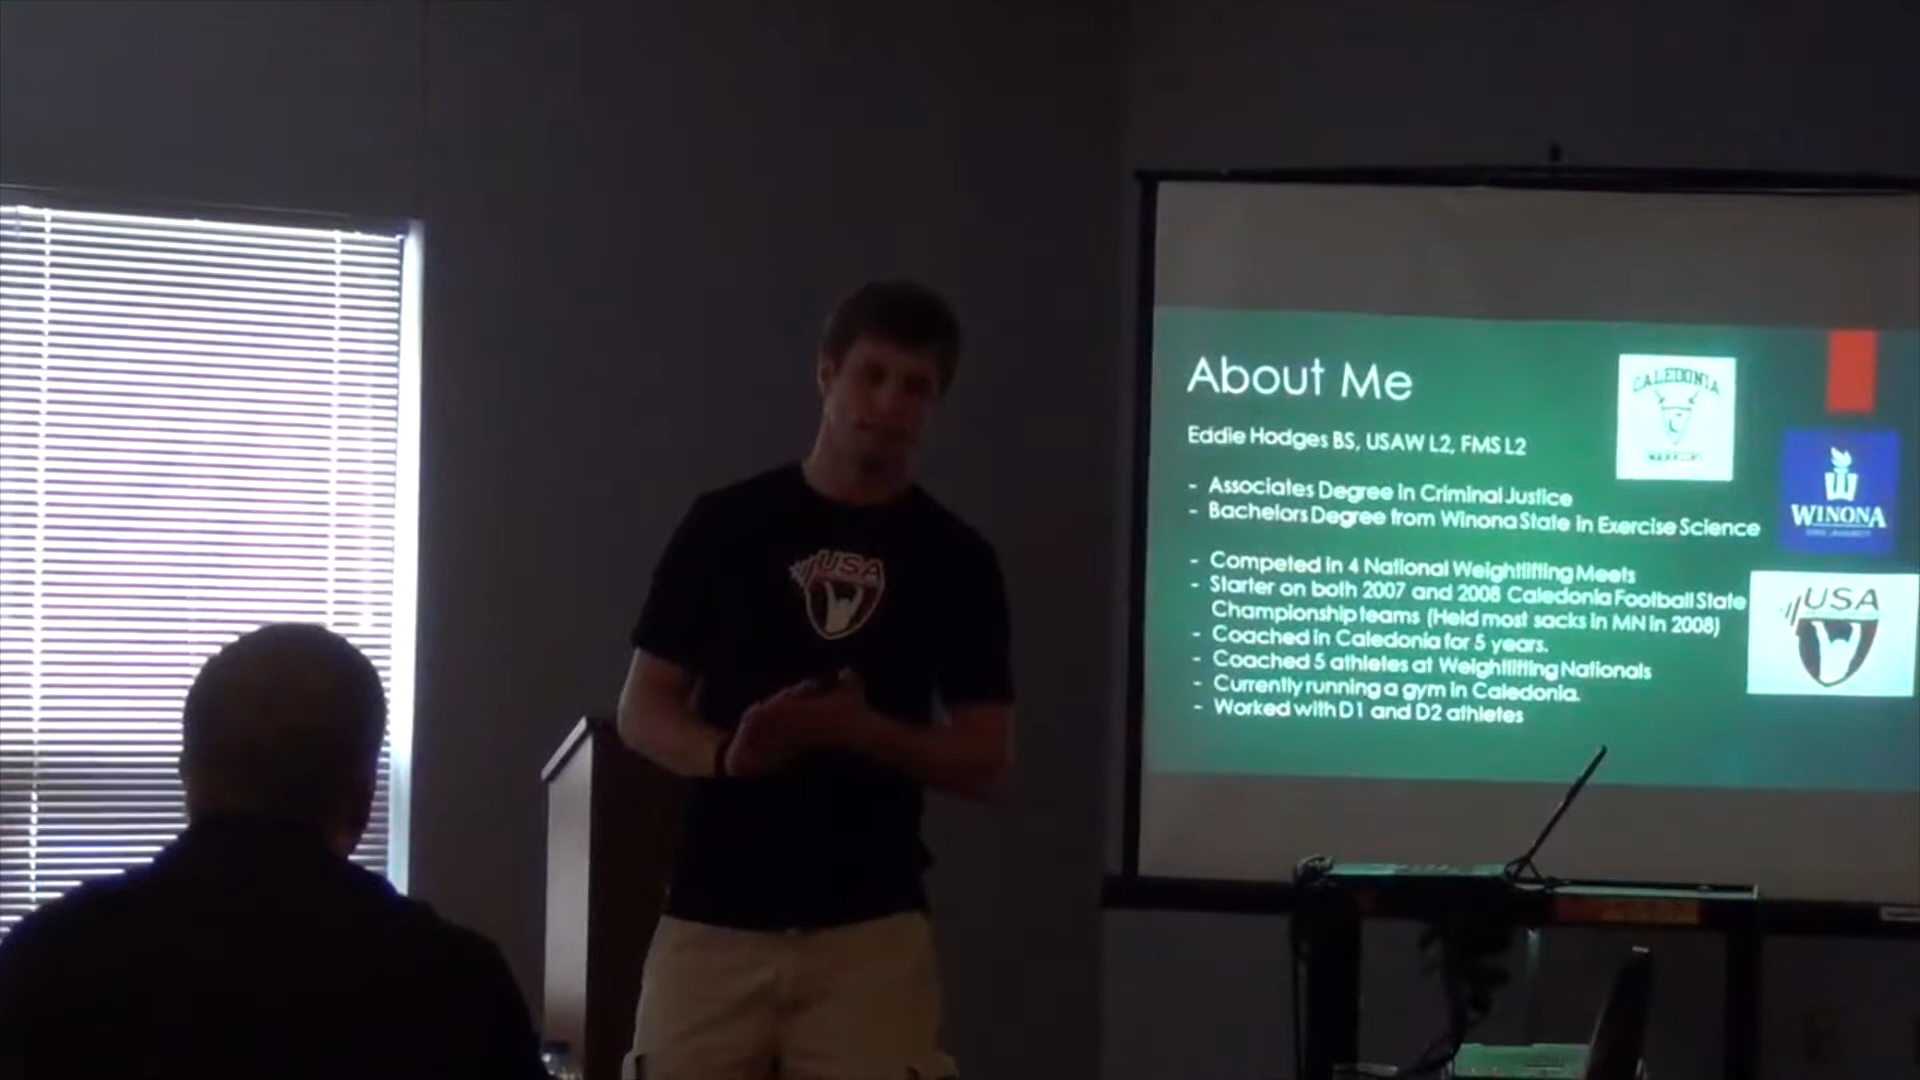 About Me
Eddie Hodges BS, USAW L2, FMS L2
- Associates Degree in Criminal Justice
- Bachelors Degree from Winona State in Exercise Science
- Competed in 4 National Weightlifting Meets
- Starter on both 2007 and 2008 Caledonia Football State
Championship teams (Held most sacks in MN in 2008)
- Coached in Caledonia for 5 years.
- Coached 5 athletes at Weightlifting Nationals
- Currently running a gym in Caledonia.
- Worked with D1 and D2 athletes
CALEDONIA
C
WARRIORS
WINONA
USA
USA